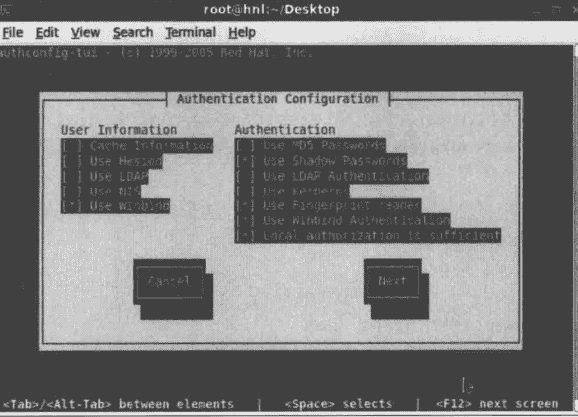 root@hnl:~/Desktop
File Edit View Search Terminal Help
authconfig-tui - (c) 1999-2005 Red Hat, Inc.
Authentication Configuration
User Information Authentication
[ ] Cache Information [ ] Use MD5 Passwords
[ ] Use Hesiod [*] Use Shadow Passwords
[ ] Use LDAP [ ] Use LDAP Authentication
[ ] Use NIS [ ] Use Kerberos
[*] Use Winbind [*] Use Fingerprint reader
[*] Use Winbind Authentication
[*] Local authorization is sufficient
Cancel Next
<Tab>/<Alt-Tab> between elements | <Space> selects | <F12> next screen